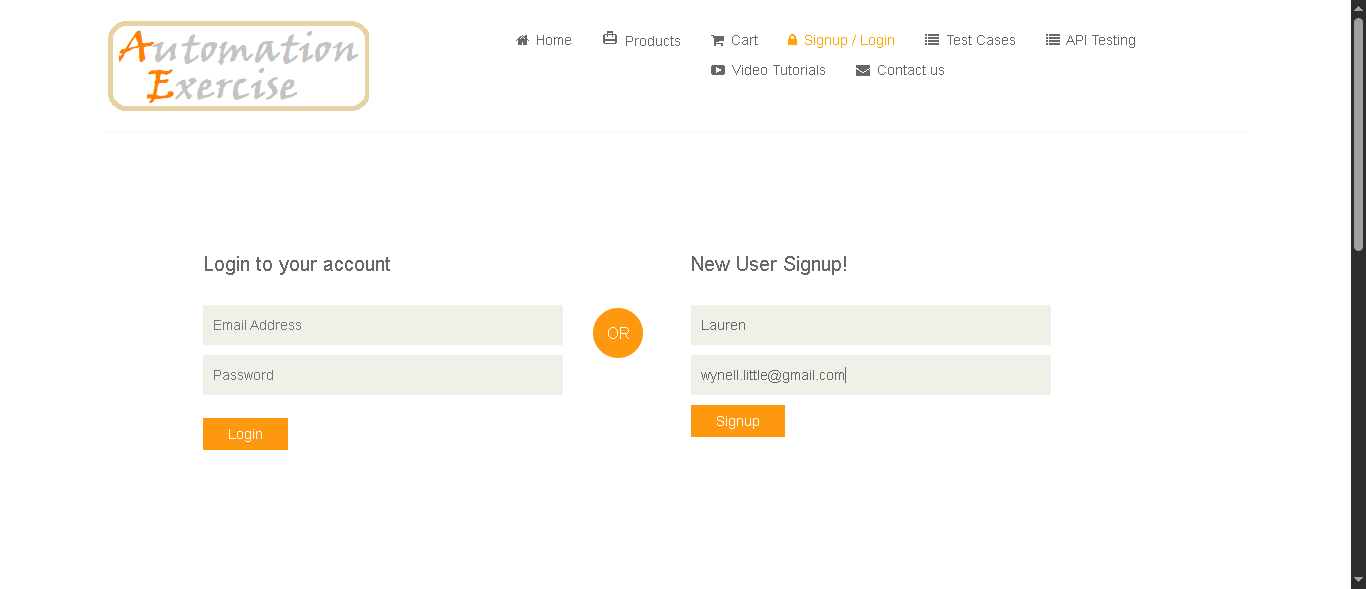 Automation
Exercise
Home
Products
Cart
Signup / Login
Test Cases
API Testing
Video Tutorials
Contact us
Login to your account
Email Address
Password
Login
OR
New User Signup!
Lauren
wynell.little@gmail.com
Signup